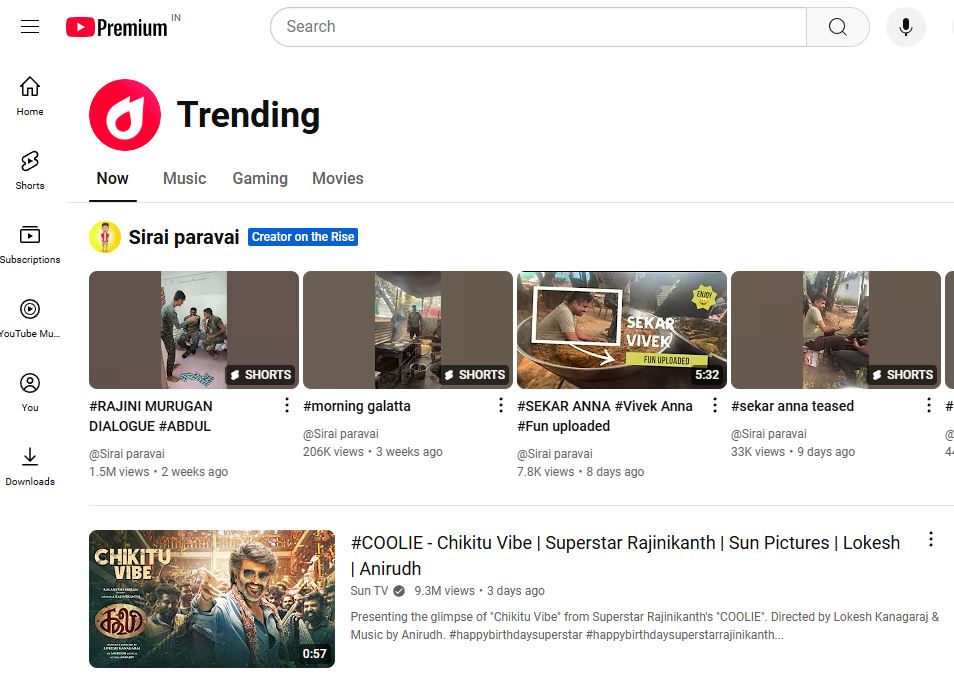 Premium IN
Search
Home
Shorts
Subscriptions
YouTube Mu...
You
Downloads
Trending
Now Music Gaming Movies
Sirai paravai Creator on the Rise
SHORTS
#RAJINI MURUGAN
DIALOGUE #ABDUL
@Sirai paravai
1.5M views • 2 weeks ago
SHORTS
#morning galatta
@Sirai paravai
206K views • 3 weeks ago
ENJOY
SEKAR
VIVEK
FUN UPLOADED
5:32
#SEKAR ANNA #Vivek Anna
#Fun uploaded
@Sirai paravai
7.8K views • 8 days ago
SHORTS
#sekar anna teased
@Sirai paravai
33K views • 9 days ago
#
@
44
CHIKITU
VIBE
கூலி
0:57
#COOLIE - Chikitu Vibe | Superstar Rajinikanth | Sun Pictures | Lokesh
| Anirudh
Sun TV 9.3M views • 3 days ago
Presenting the glimpse of "Chikitu Vibe" from Superstar Rajinikanth's "COOLIE". Directed by Lokesh Kanagaraj &
Music by Anirudh. #happybirthdaysuperstar #happybirthdaysuperstarrajinikanth...